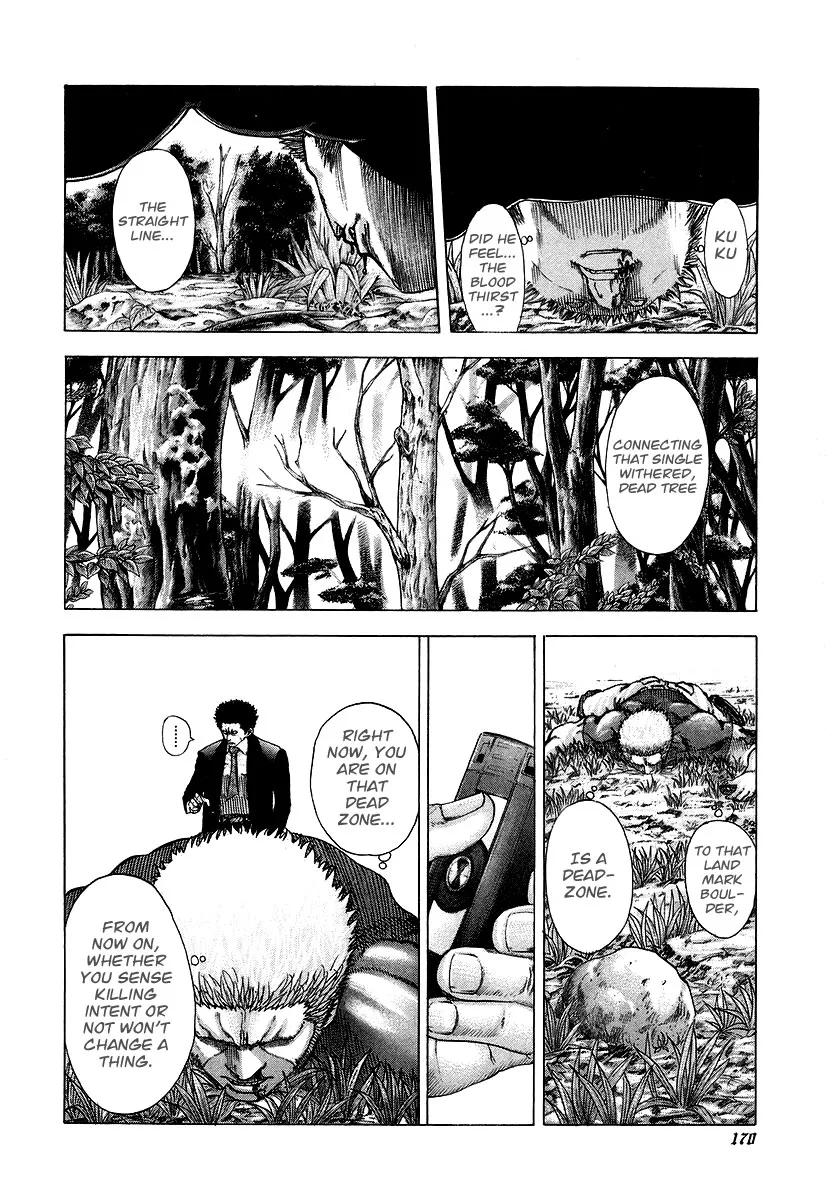 KU
KU
DID HE
FEEL...
THE
BLOOD
THIRST
...?
THE
STRAIGHT
LINE...
CONNECTING
THAT SINGLE
WITHERED,
DEAD TREE
TO THAT
LAND
MARK
BOUL-
DER,
IS A
DEAD-
ZONE.
RIGHT
NOW, YOU
ARE ON
THAT
DEAD
ZONE...
......
FROM
NOW ON,
WHETHER
YOU SENSE
KILLING
INTENT OR
NOT WON'T
CHANGE A
THING.
170